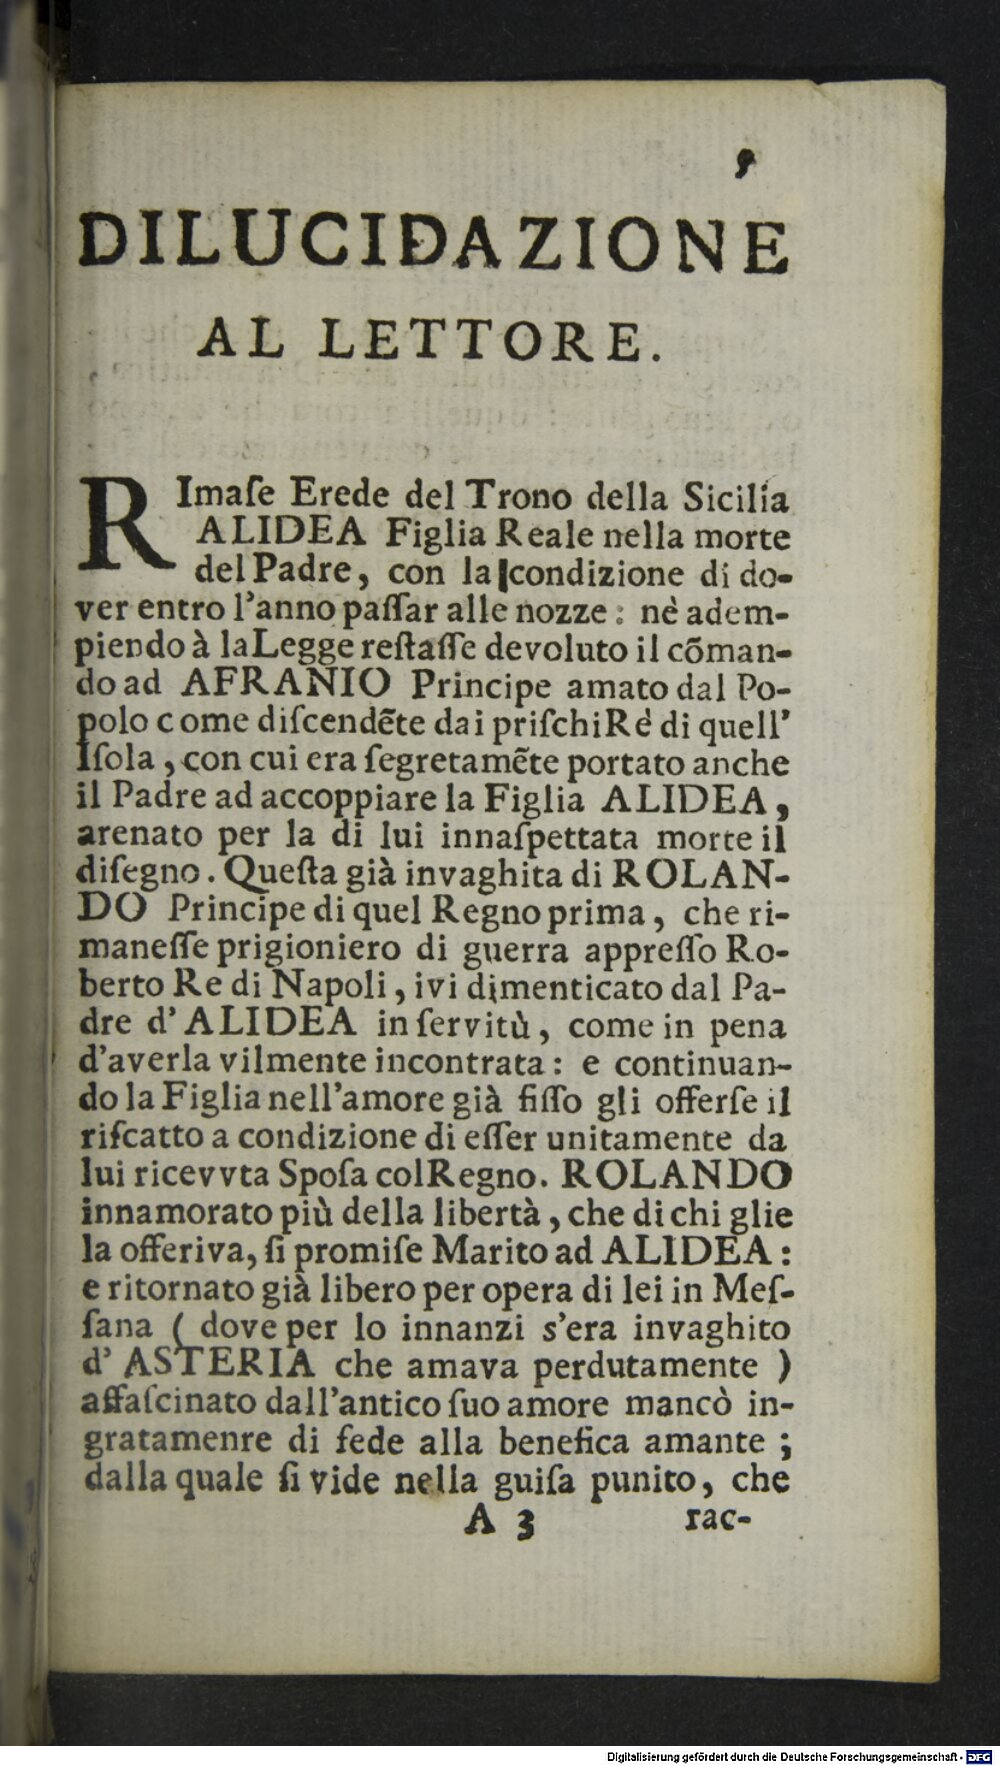 5
DILUCIDAZIONE
AL LETTORE.
RImaſe Erede del Trono della Sicilia
ALIDEA Figlia Reale nella morte
del Padre, con la condizione di do-
ver entro l'anno paſſar alle nozze: nè adem-
piendo à la Legge reſtaſſe devoluto il cõman-
do ad AFRANIO Principe amato dal Po-
polo come diſcendẽte dai priſchi Rè di quell'
Iſola, con cui era ſegretamẽte portato anche
il Padre ad accoppiare la Figlia ALIDEA,
arenato per la di lui innaſpettata morte il
diſegno. Queſta già invaghita di ROLAN-
DO Principe di quel Regno prima, che ri-
maneſſe prigioniero di guerra appreſſo Ro-
berto Re di Napoli, ivi dimenticato dal Pa-
dre d'ALIDEA in ſervitù, come in pena
d'averla vilmente incontrata: e continuan-
do la Figlia nell'amore già fiſſo gli offerſe il
riſcatto a condizione di eſſer unitamente da
lui ricevvta Spoſa col Regno. ROLANDO
innamorato più della libertà, che di chi glie
la offeriva, ſi promiſe Marito ad ALIDEA:
e ritornato già libero per opera di lei in Meſ-
ſana ( dove per lo innanzi s'era invaghito
d' ASTERIA che amava perdutamente )
affaſcinato dall'antico ſuo amore mancò in-
gratamenre di fede alla benefica amante;
dalla quale ſi vide nella guiſa punito, che
A 3 rac-
Digitalisierung gefördert durch die Deutsche Forschungsgemeinschaft - DFG